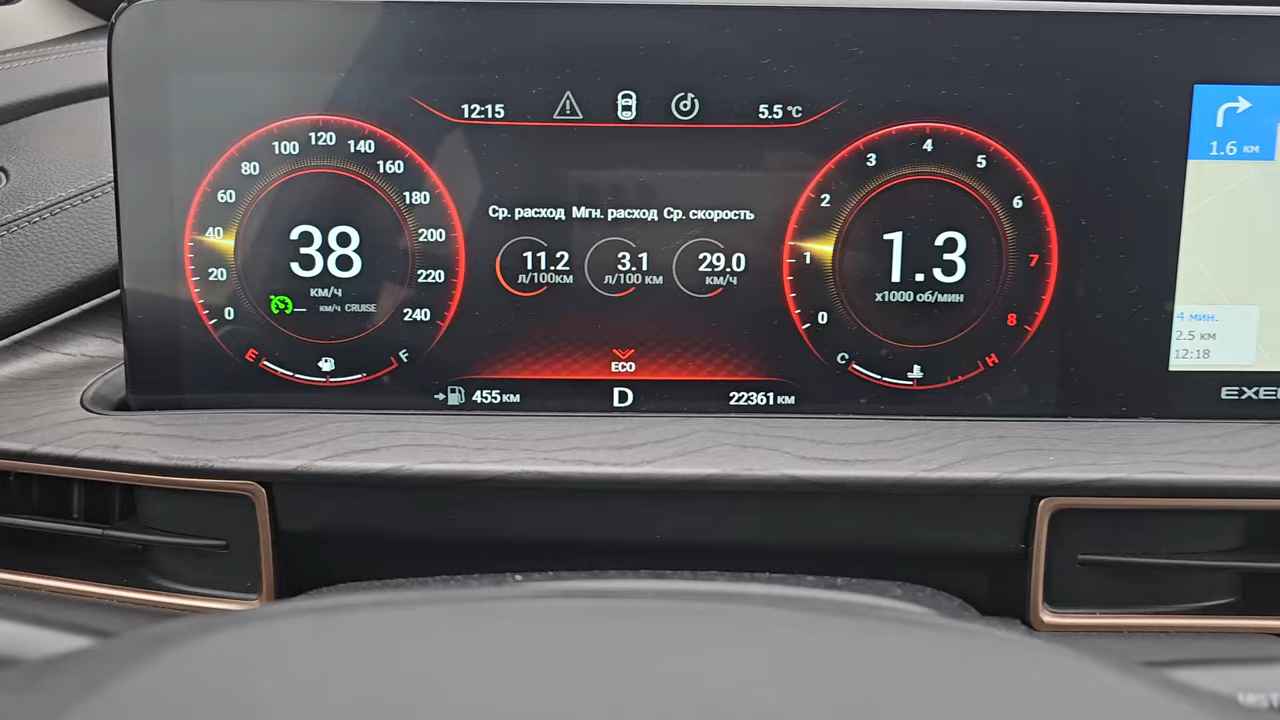 12:15
5.5 °C
1.6 км
0 20 40 60 80 100 120 140 160 180 200 220 240
38
км/ч
км/ч CRUISE
E F
Ср. расход Мгн. расход Ср. скорость
11.2 3.1 29.0
л/100км л/100 км км/ч
ECO
0 1 2 3 4 5 6 7 8
1.3
x1000 об/мин
C H
455 км
D
22361 км
4 мин.
2.5 км
12:18